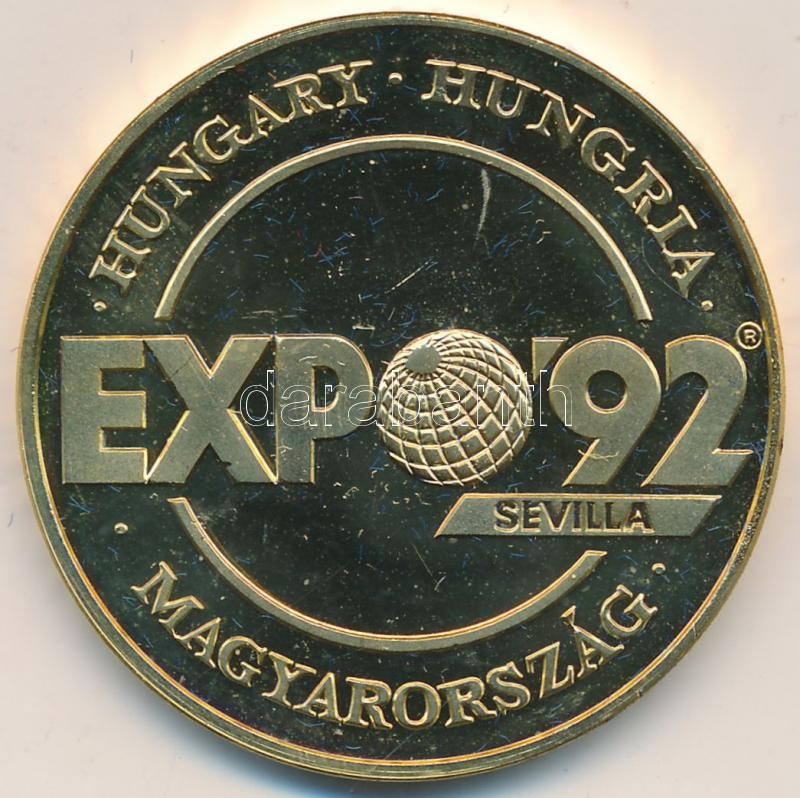 · HUNGARY · HUNGRIA ·
EXPO'92®
SEVILLA
· MAGYARORSZÁG ·
darabanth